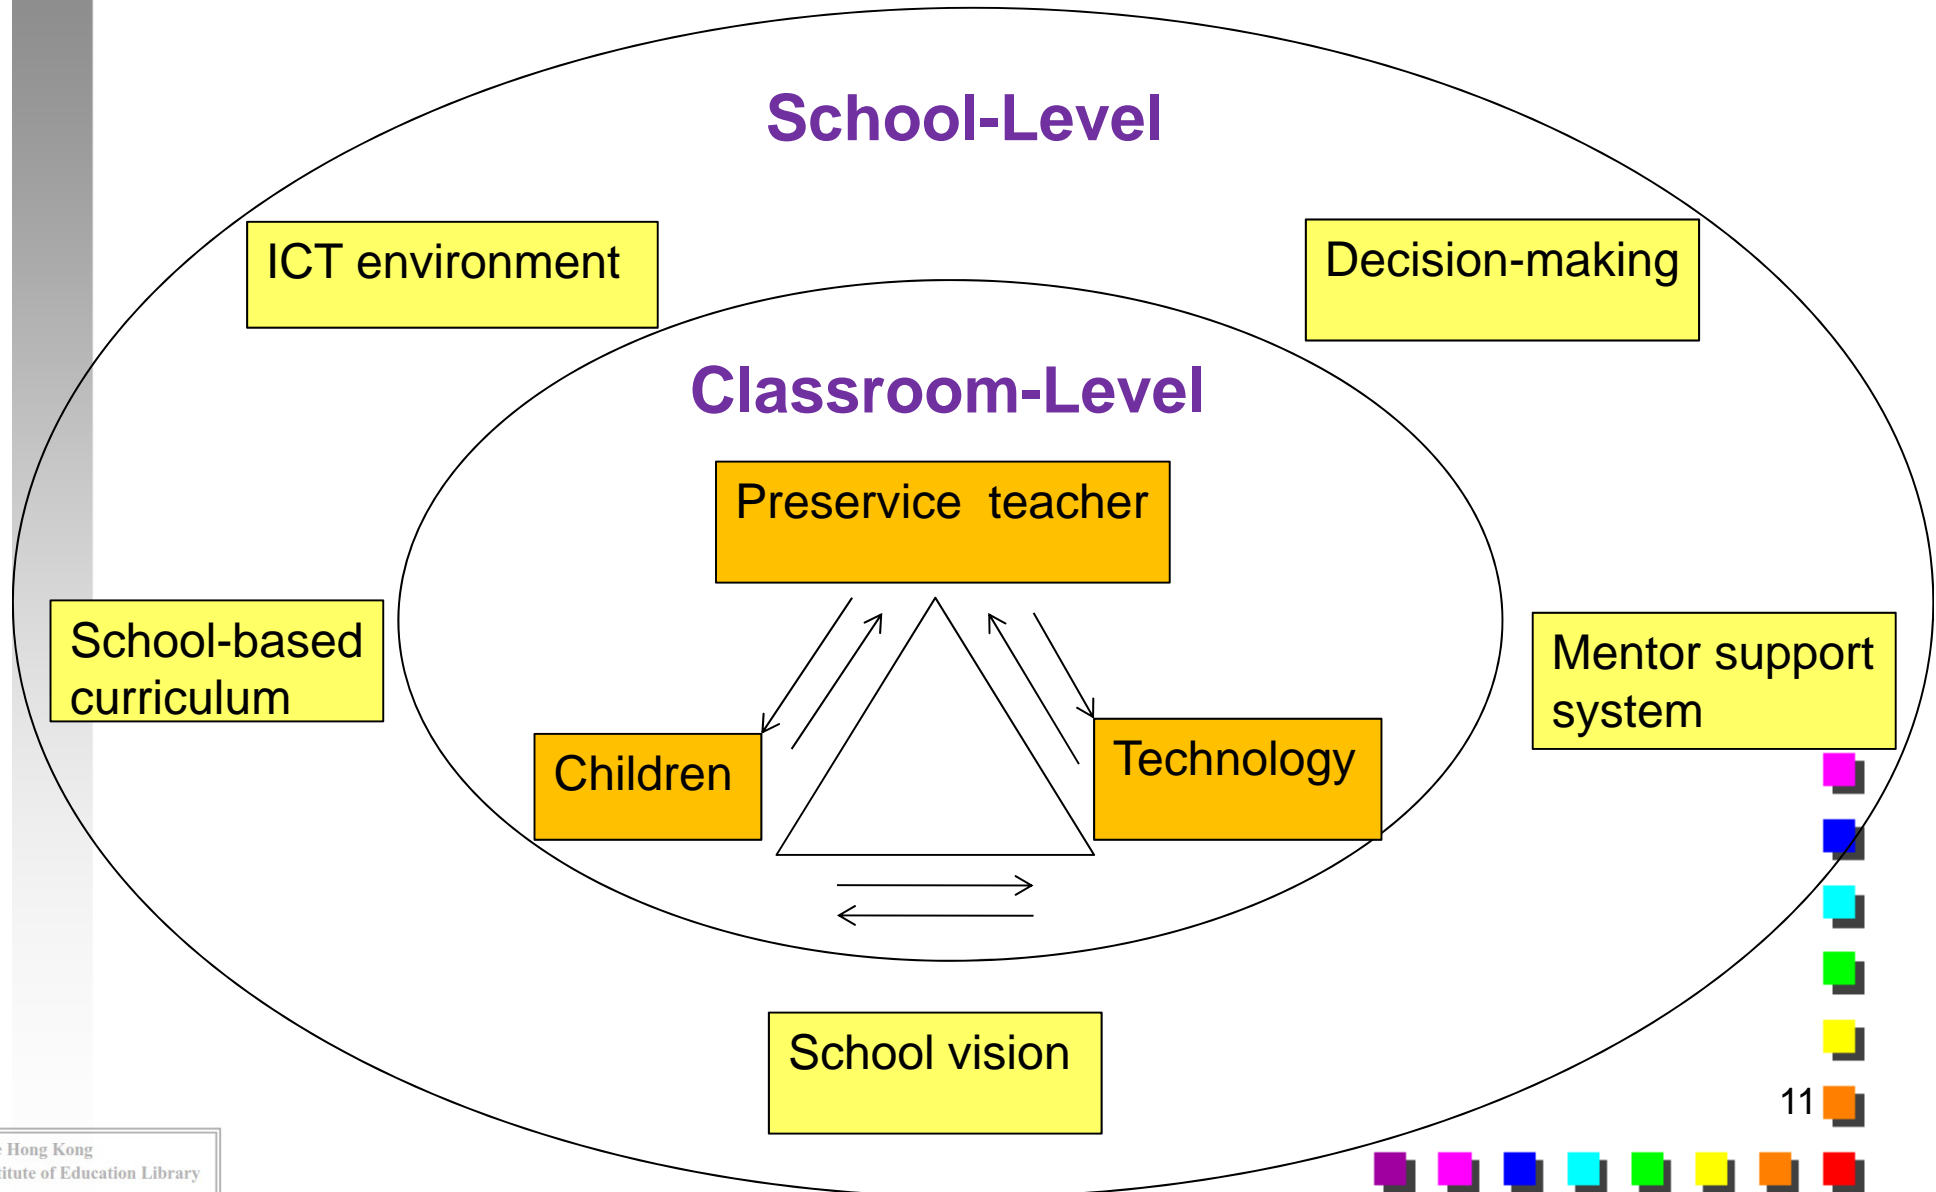 School-Level
ICT environment
Decision-making
Classroom-Level
Preservice teacher
School-based
curriculum
Mentor support
system
Children
Technology
School vision
11
Hong Kong
of Education Library